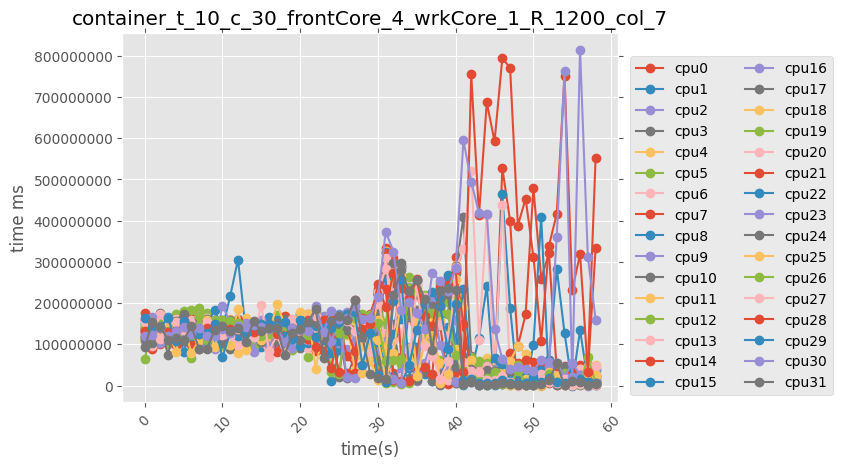 container_t_10_c_30_frontCore_4_wrkCore_1_R_1200_col_7
time ms
800000000
700000000
600000000
500000000
400000000
300000000
200000000
100000000
0
0
10
20
30
40
50
60
time(s)
cpu0
cpu1
cpu2
cpu3
cpu4
cpu5
cpu6
cpu7
cpu8
cpu9
cpu10
cpu11
cpu12
cpu13
cpu14
cpu15
cpu16
cpu17
cpu18
cpu19
cpu20
cpu21
cpu22
cpu23
cpu24
cpu25
cpu26
cpu27
cpu28
cpu29
cpu30
cpu31